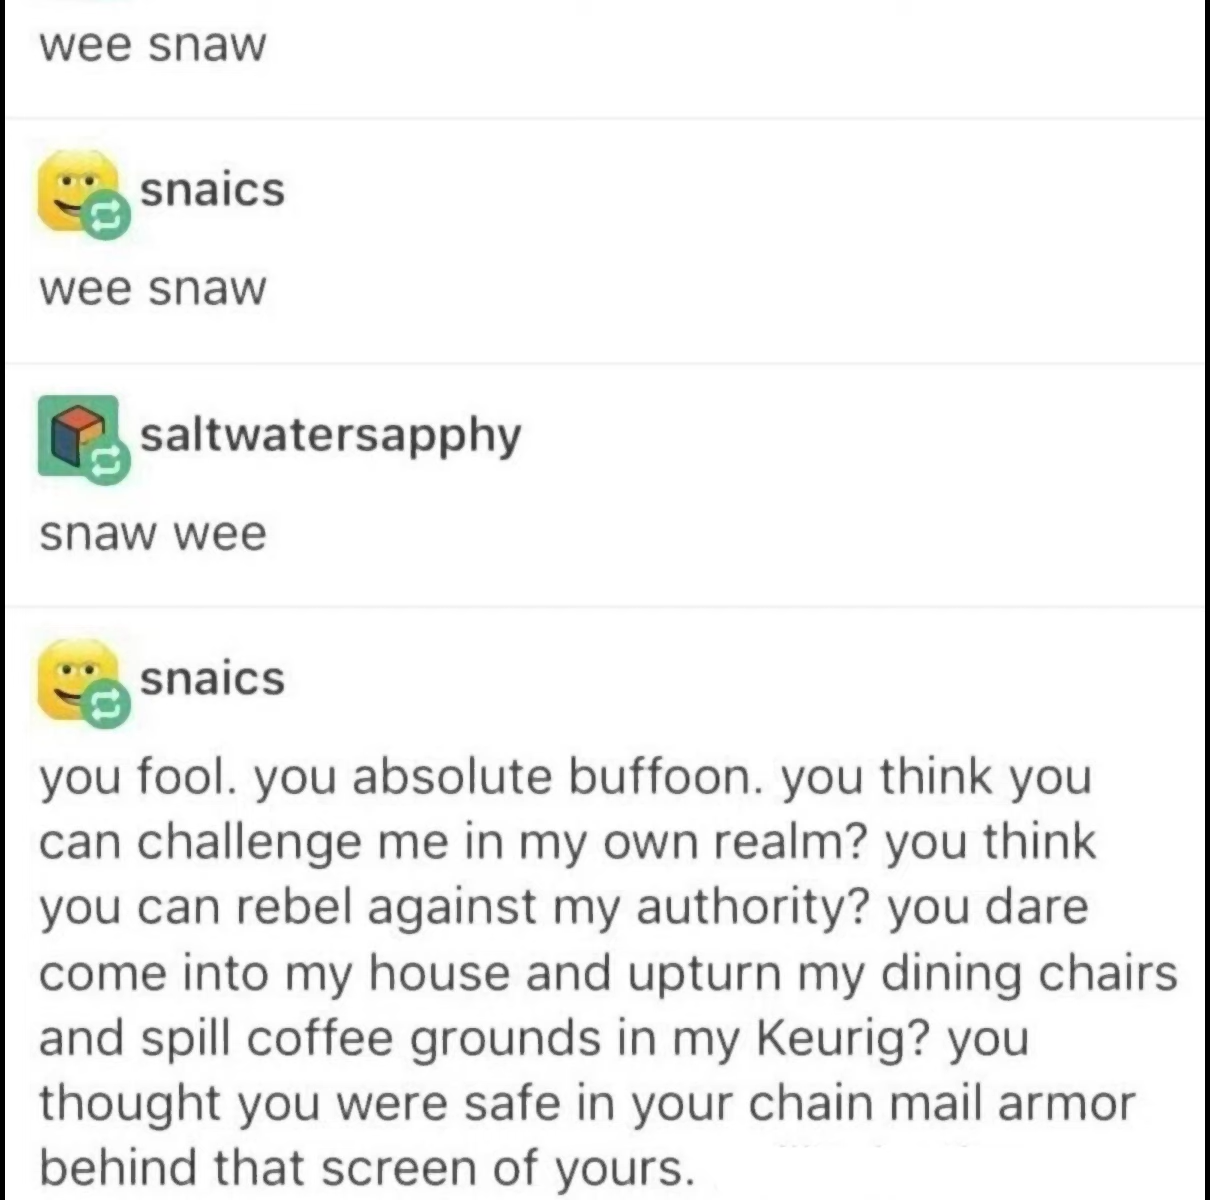 wee snaw
snaics
wee snaw
saltwatersapphy
snaw wee
snaics
you fool. you absolute buffoon. you think you
can challenge me in my own realm? you think
you can rebel against my authority? you dare
come into my house and upturn my dining chairs
and spill coffee grounds in my Keurig? you
thought you were safe in your chain mail armor
behind that screen of yours.